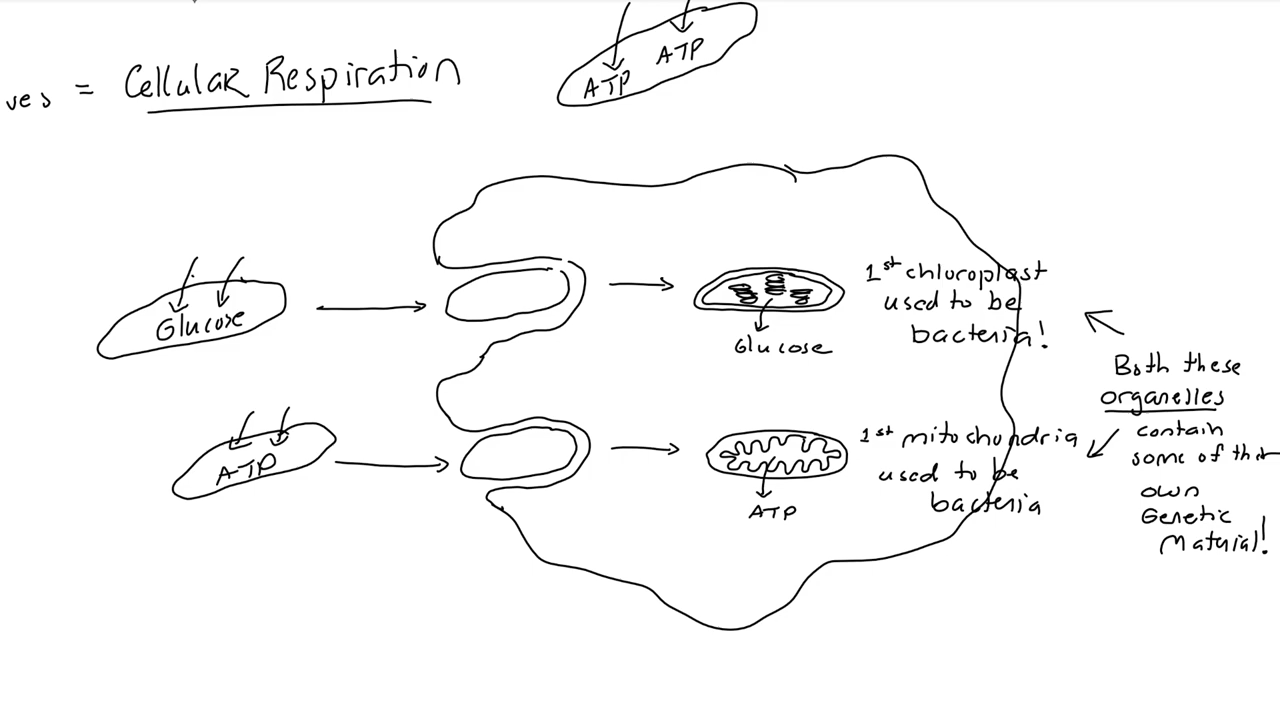 ves = Cellular Respiration
ATP ATP
Glucose
Glucose
1st chloroplast
used to be
bacteria!
ATP
ATP
1st mitochondria
used to be
bacteria
Both these
organelles
contain
some of their
own
Genetic
Material!